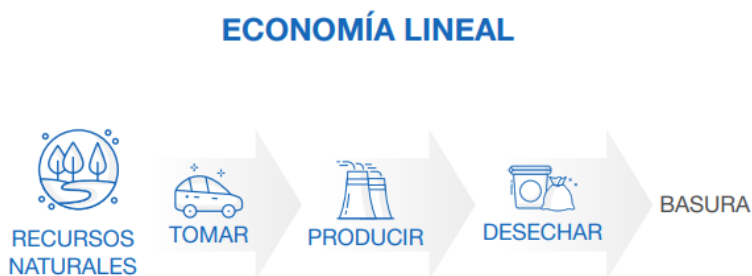 ECONOMÍA LINEAL
RECURSOS
NATURALES
TOMAR
PRODUCIR
DESECHAR
BASURA